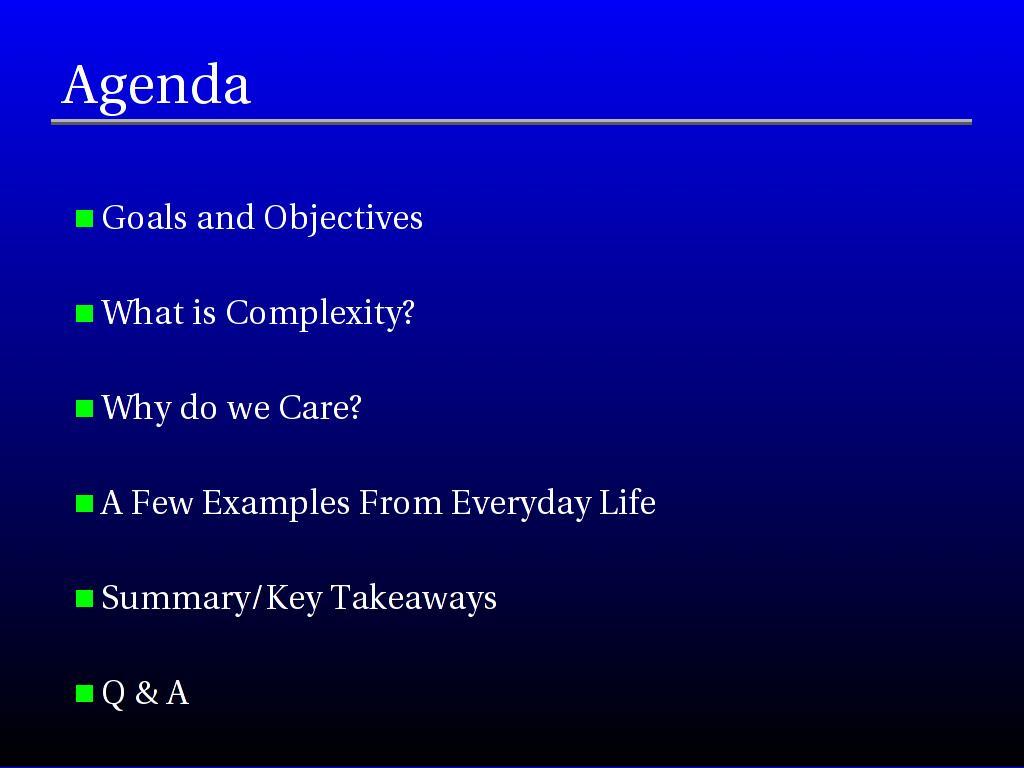 Agenda
Goals and Objectives
What is Complexity?
Why do we Care?
A Few Examples From Everyday Life
Summary/Key Takeaways
Q & A